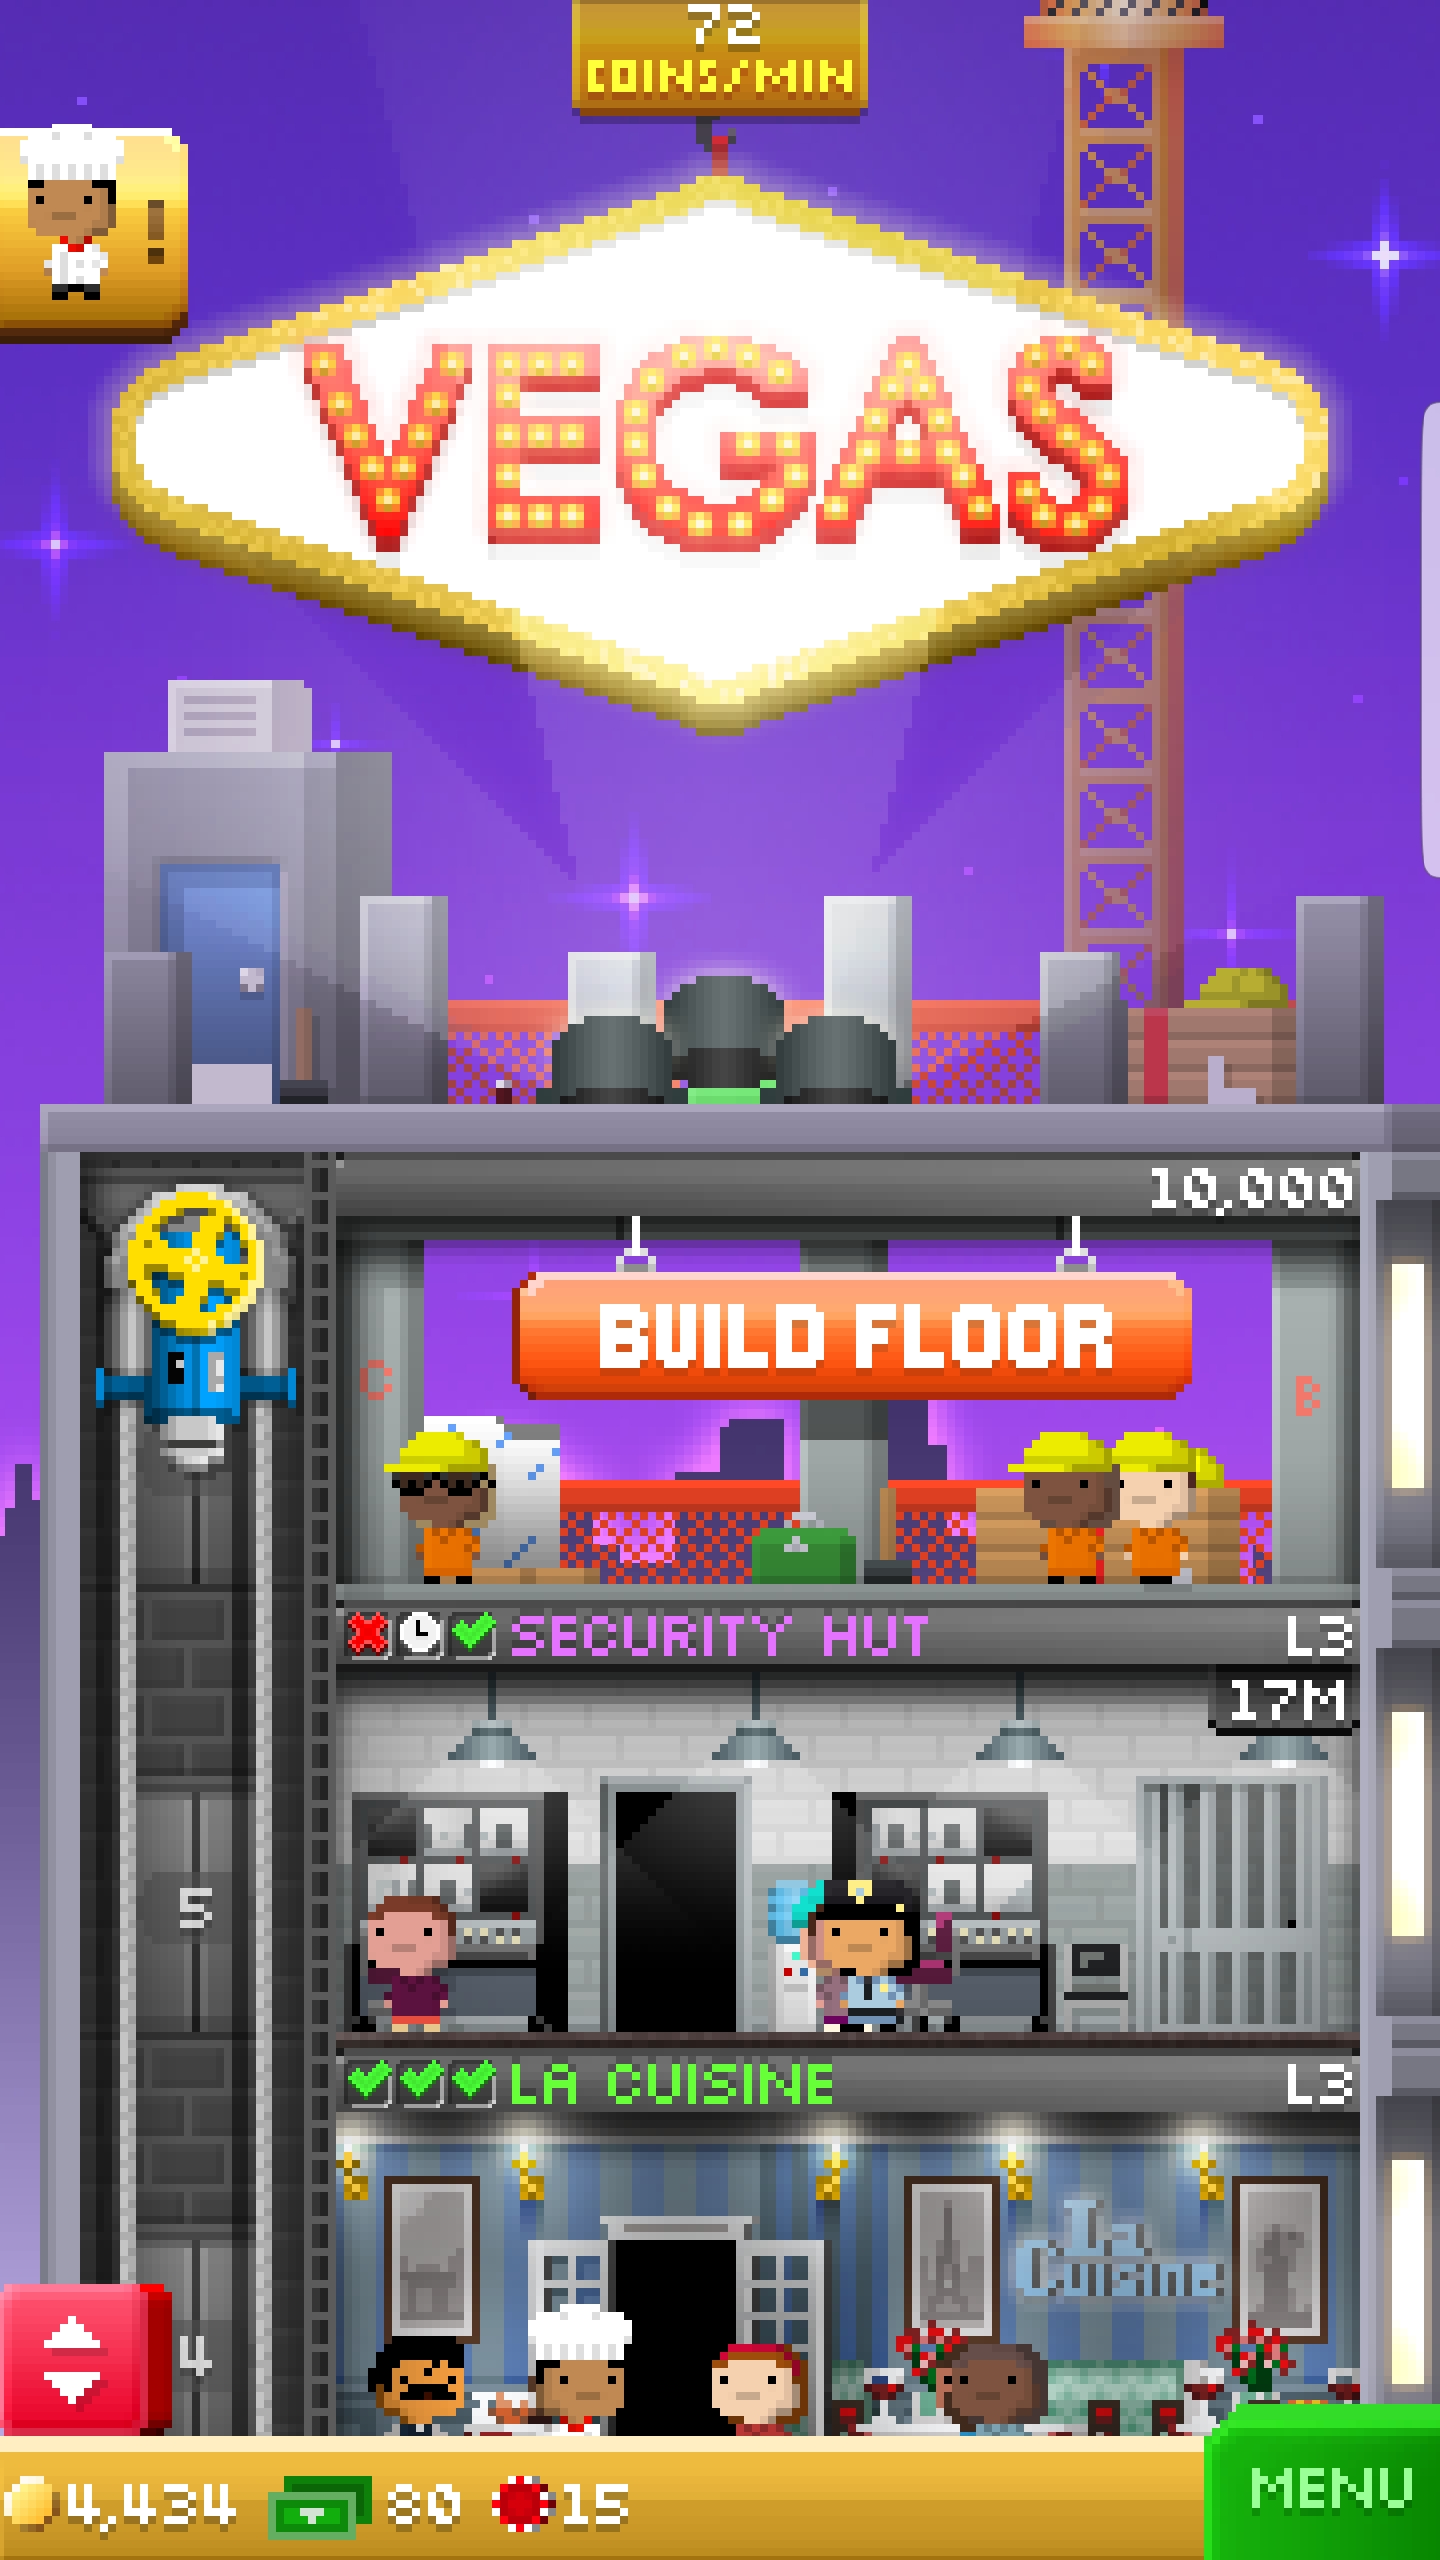 72
COINS/MIN
VEGAS
10,000
BUILD FLOOR
C
B
SECURITY HUT L3
17M
5
LA CUISINE L3
La
Cuisine
4
4,434 80 15
MENU